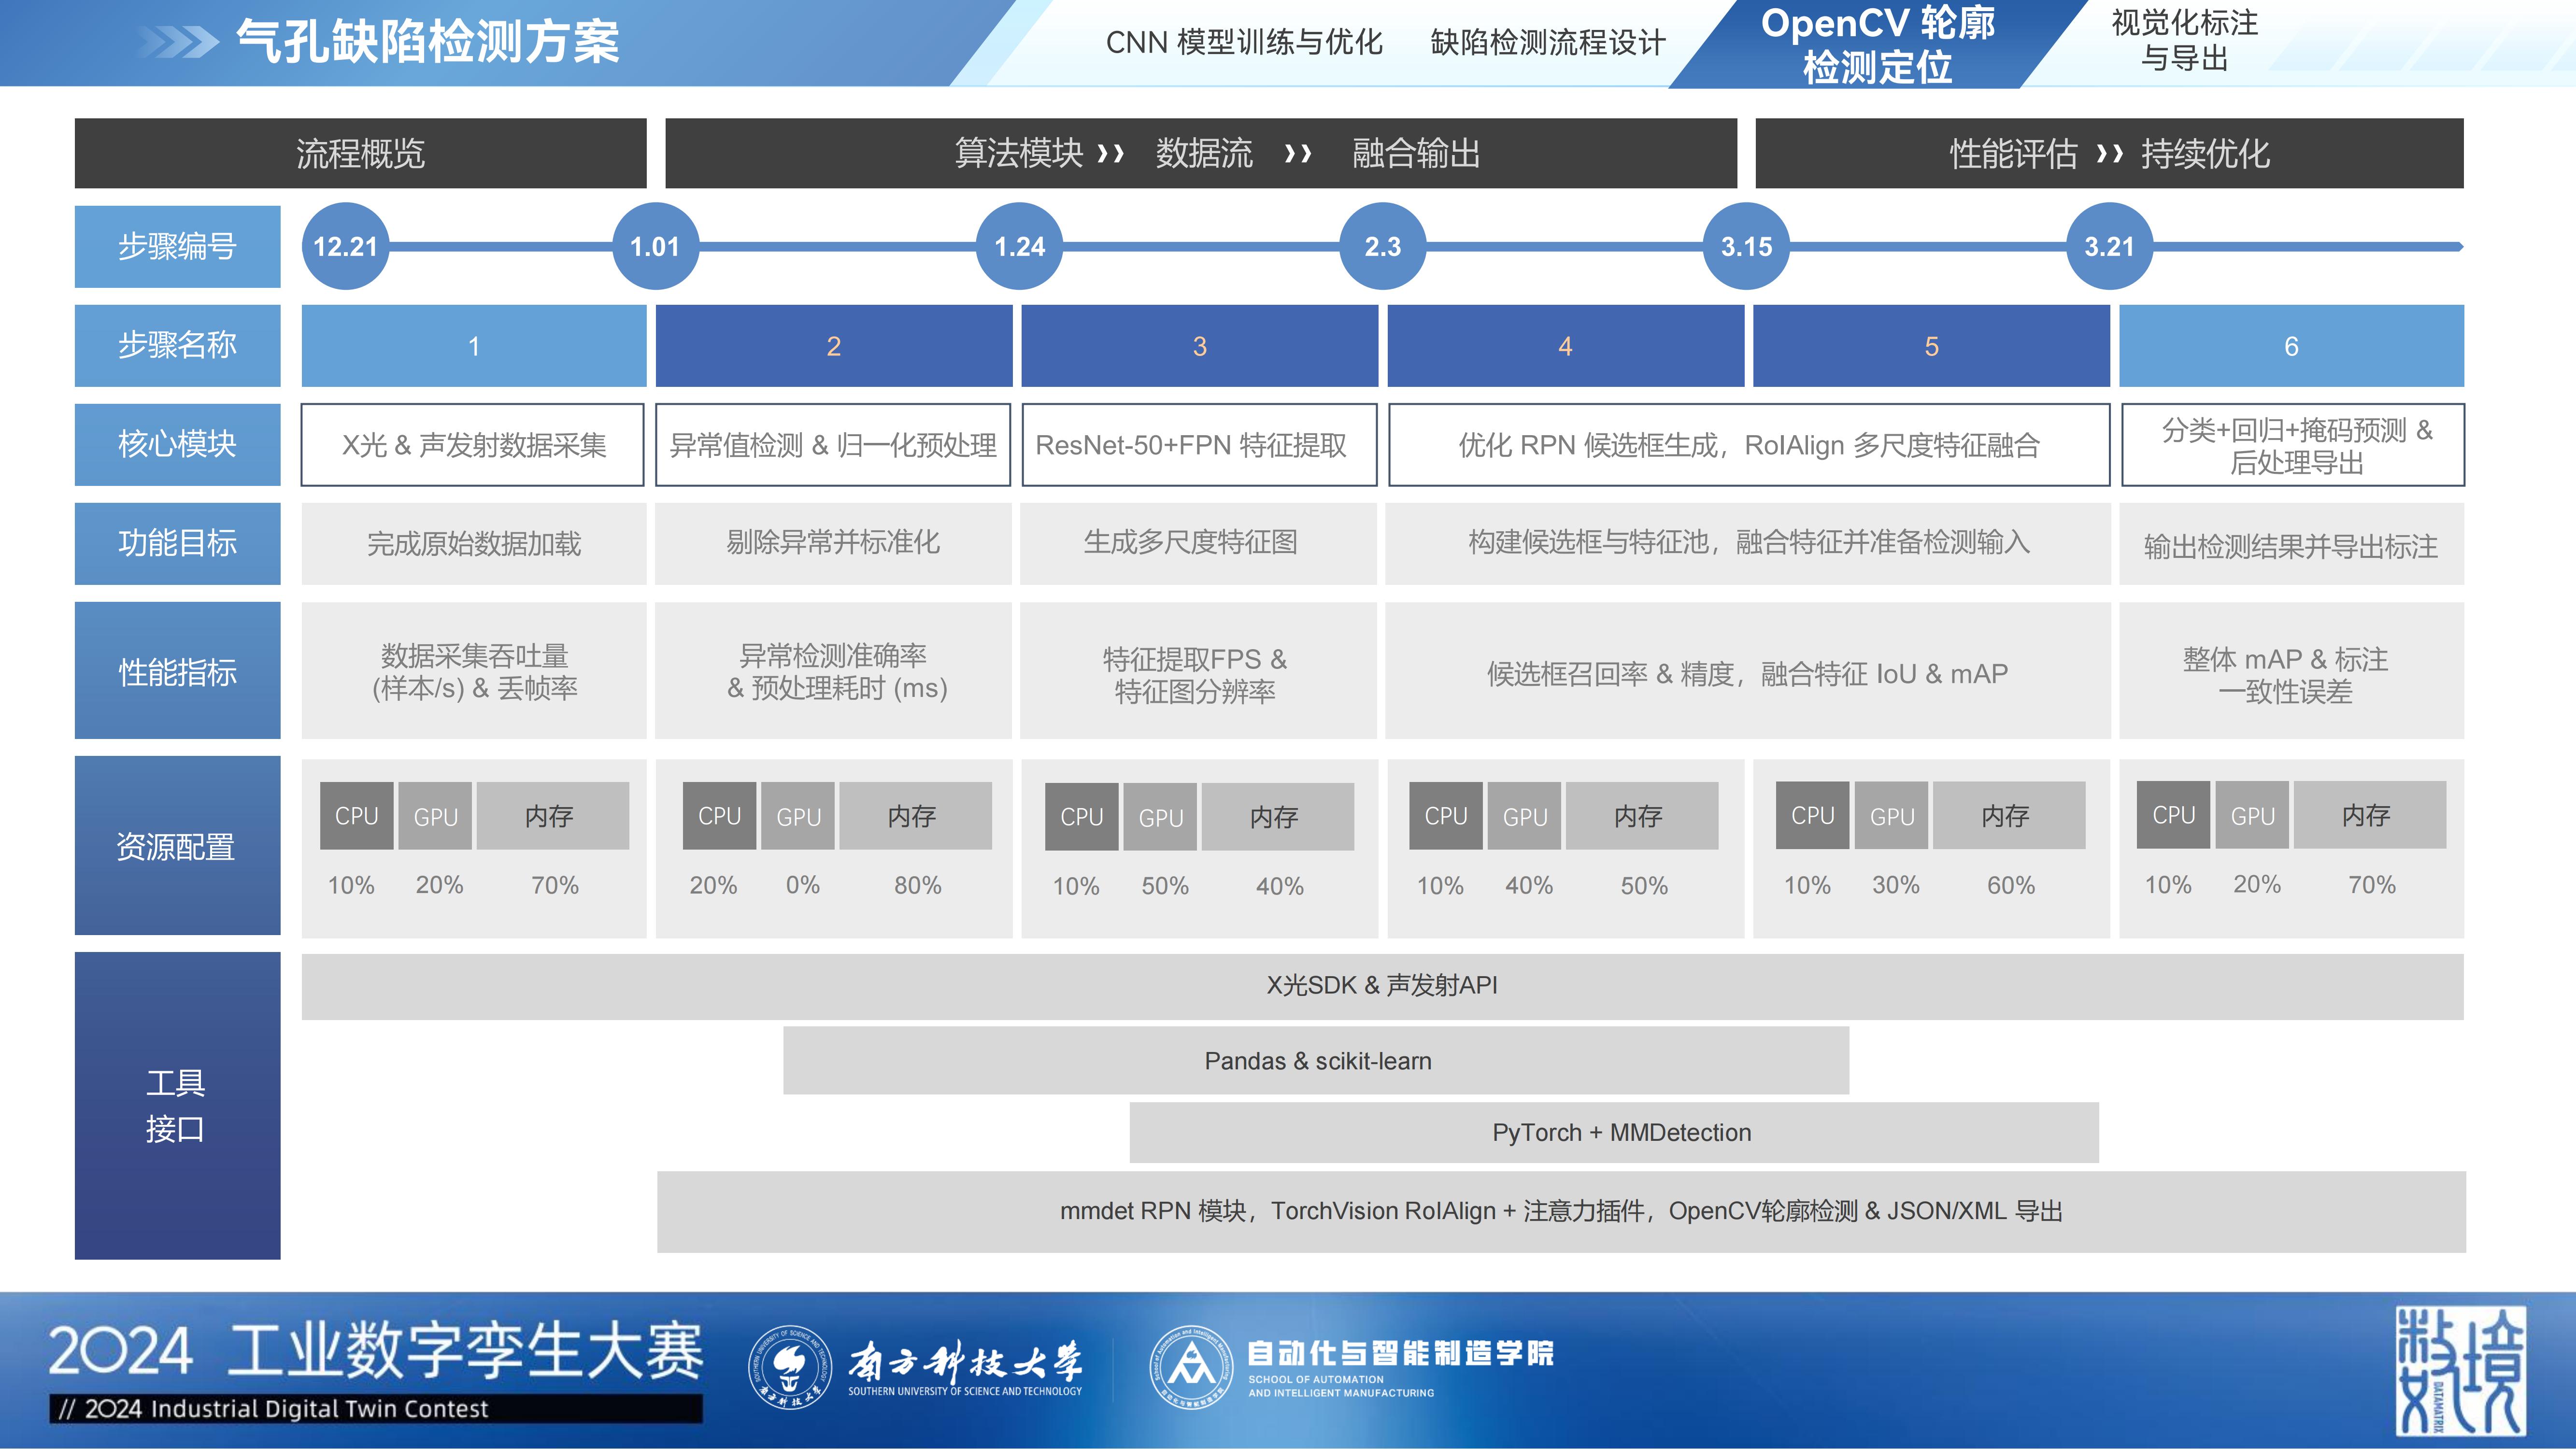 气孔缺陷检测方案
CNN 模型训练与优化
缺陷检测流程设计
OpenCV 轮廓
检测定位
视觉化标注
与导出
流程概览
算法模块 » 数据流 » 融合输出
性能评估 » 持续优化
步骤编号
12.21
1.01
1.24
2.3
3.15
3.21
步骤名称
1
2
3
4
5
6
核心模块
X光 & 声发射数据采集
异常值检测 & 归一化预处理
ResNet-50+FPN 特征提取
优化 RPN 候选框生成，RoIAlign 多尺度特征融合
分类+回归+掩码预测 &
后处理导出
功能目标
完成原始数据加载
剔除异常并标准化
生成多尺度特征图
构建候选框与特征池，融合特征并准备检测输入
输出检测结果并导出标注
性能指标
数据采集吞吐量
(样本/s) & 丢帧率
异常检测准确率
& 预处理耗时 (ms)
特征提取FPS &
特征图分辨率
候选框召回率 & 精度，融合特征 IoU & mAP
整体 mAP & 标注
一致性误差
资源配置
CPU GPU 内存
10% 20% 70%
CPU GPU 内存
20% 0% 80%
CPU GPU 内存
10% 50% 40%
CPU GPU 内存
10% 40% 50%
CPU GPU 内存
10% 30% 60%
CPU GPU 内存
10% 20% 70%
工具
接口
X光SDK & 声发射API
Pandas & scikit-learn
PyTorch + MMDetection
mmdet RPN 模块，TorchVision RoIAlign + 注意力插件，OpenCV轮廓检测 & JSON/XML 导出
2024 工业数字孪生大赛
// 2024 Industrial Digital Twin Contest
南方科技大学
SOUTHERN UNIVERSITY OF SCIENCE AND TECHNOLOGY
自动化与智能制造学院
SCHOOL OF AUTOMATION
AND INTELLIGENT MANUFACTURING
数境
DATAMATRIX